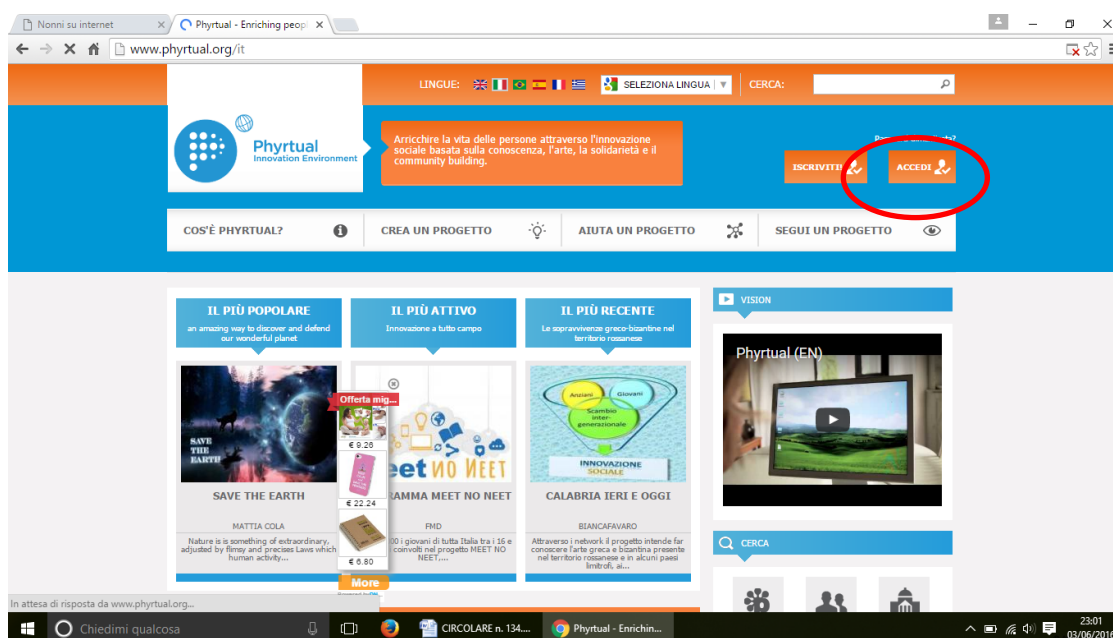 Nonni su internet
Phyrtual - Enriching peop
www.phyrtual.org/it
LINGUE:
SELEZIONA LINGUA
CERCA:
Phyrtual
Innovation Environment
Arricchire la vita delle persone attraverso l'innovazione
sociale basata sulla conoscenza, l'arte, la solidarietà e il
community building.
ISCRIVITI
ACCEDI
COS'È PHYRTUAL?
CREA UN PROGETTO
AIUTA UN PROGETTO
SEGUI UN PROGETTO
IL PIÙ POPOLARE
an amazing way to discover and defend
our wonderful planet
IL PIÙ ATTIVO
Innovazione a tutto campo
IL PIÙ RECENTE
Le sopravvivenze greco-bizantine nel
territorio rossanese
SAVE
THE
EARTH
SAVE THE EARTH
MATTIA COLA
Nature is is something of extraordinary,
adjusted by flimsy and precises Laws which
human activity...
Offerta mig...
€ 9.26
€ 22.24
€ 6.80
More
eet NO NEET
RAMMA MEET NO NEET
FMD
00 i giovani di tutta Italia tra i 16 e
coinvolti nel progetto MEET NO
NEET,...
Anziani
Giovani
Scambio
inter-
generazionale
INNOVAZIONE
SOCIALE
CALABRIA IERI E OGGI
BIANCAFAVARO
Attraverso i network il progetto intende far
conoscere l'arte greca e bizantina presente
nel territorio rossanese e in alcuni paesi
limitrofi, ai...
VISION
Phyrtual (EN)
CERCA
In attesa di risposta da www.phyrtual.org...
Chiedimi qualcosa
CIRCOLARE n. 134....
Phyrtual - Enrichin...
23:01
03/06/2016